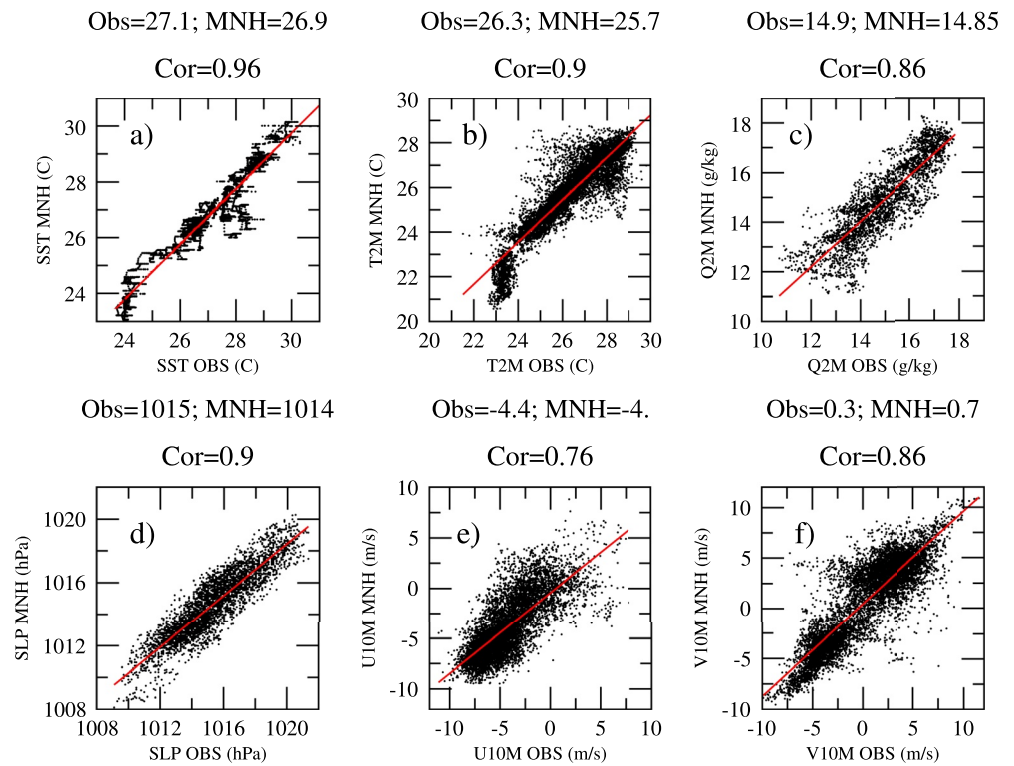 Obs=27.1; MNH=26.9
Cor=0.96
a)
30
28
26
24
SST MNH (C)
24 26 28 30
SST OBS (C)
Obs=26.3; MNH=25.7
Cor=0.9
b)
30
28
26
24
22
20
T2M MNH (C)
20 22 24 26 28 30
T2M OBS (C)
Obs=14.9; MNH=14.85
Cor=0.86
c)
18
16
14
12
10
Q2M MNH (g/kg)
10 12 14 16 18
Q2M OBS (g/kg)
Obs=1015; MNH=1014
Cor=0.9
d)
1020
1016
1012
1008
SLP MNH (hPa)
1008 1012 1016 1020
SLP OBS (hPa)
Obs=-4.4; MNH=-4.
Cor=0.76
e)
10
5
0
-5
-10
U10M MNH (m/s)
-10 -5 0 5 10
U10M OBS (m/s)
Obs=0.3; MNH=0.7
Cor=0.86
f)
10
5
0
-5
-10
V10M MNH (m/s)
-10 -5 0 5 10
V10M OBS (m/s)